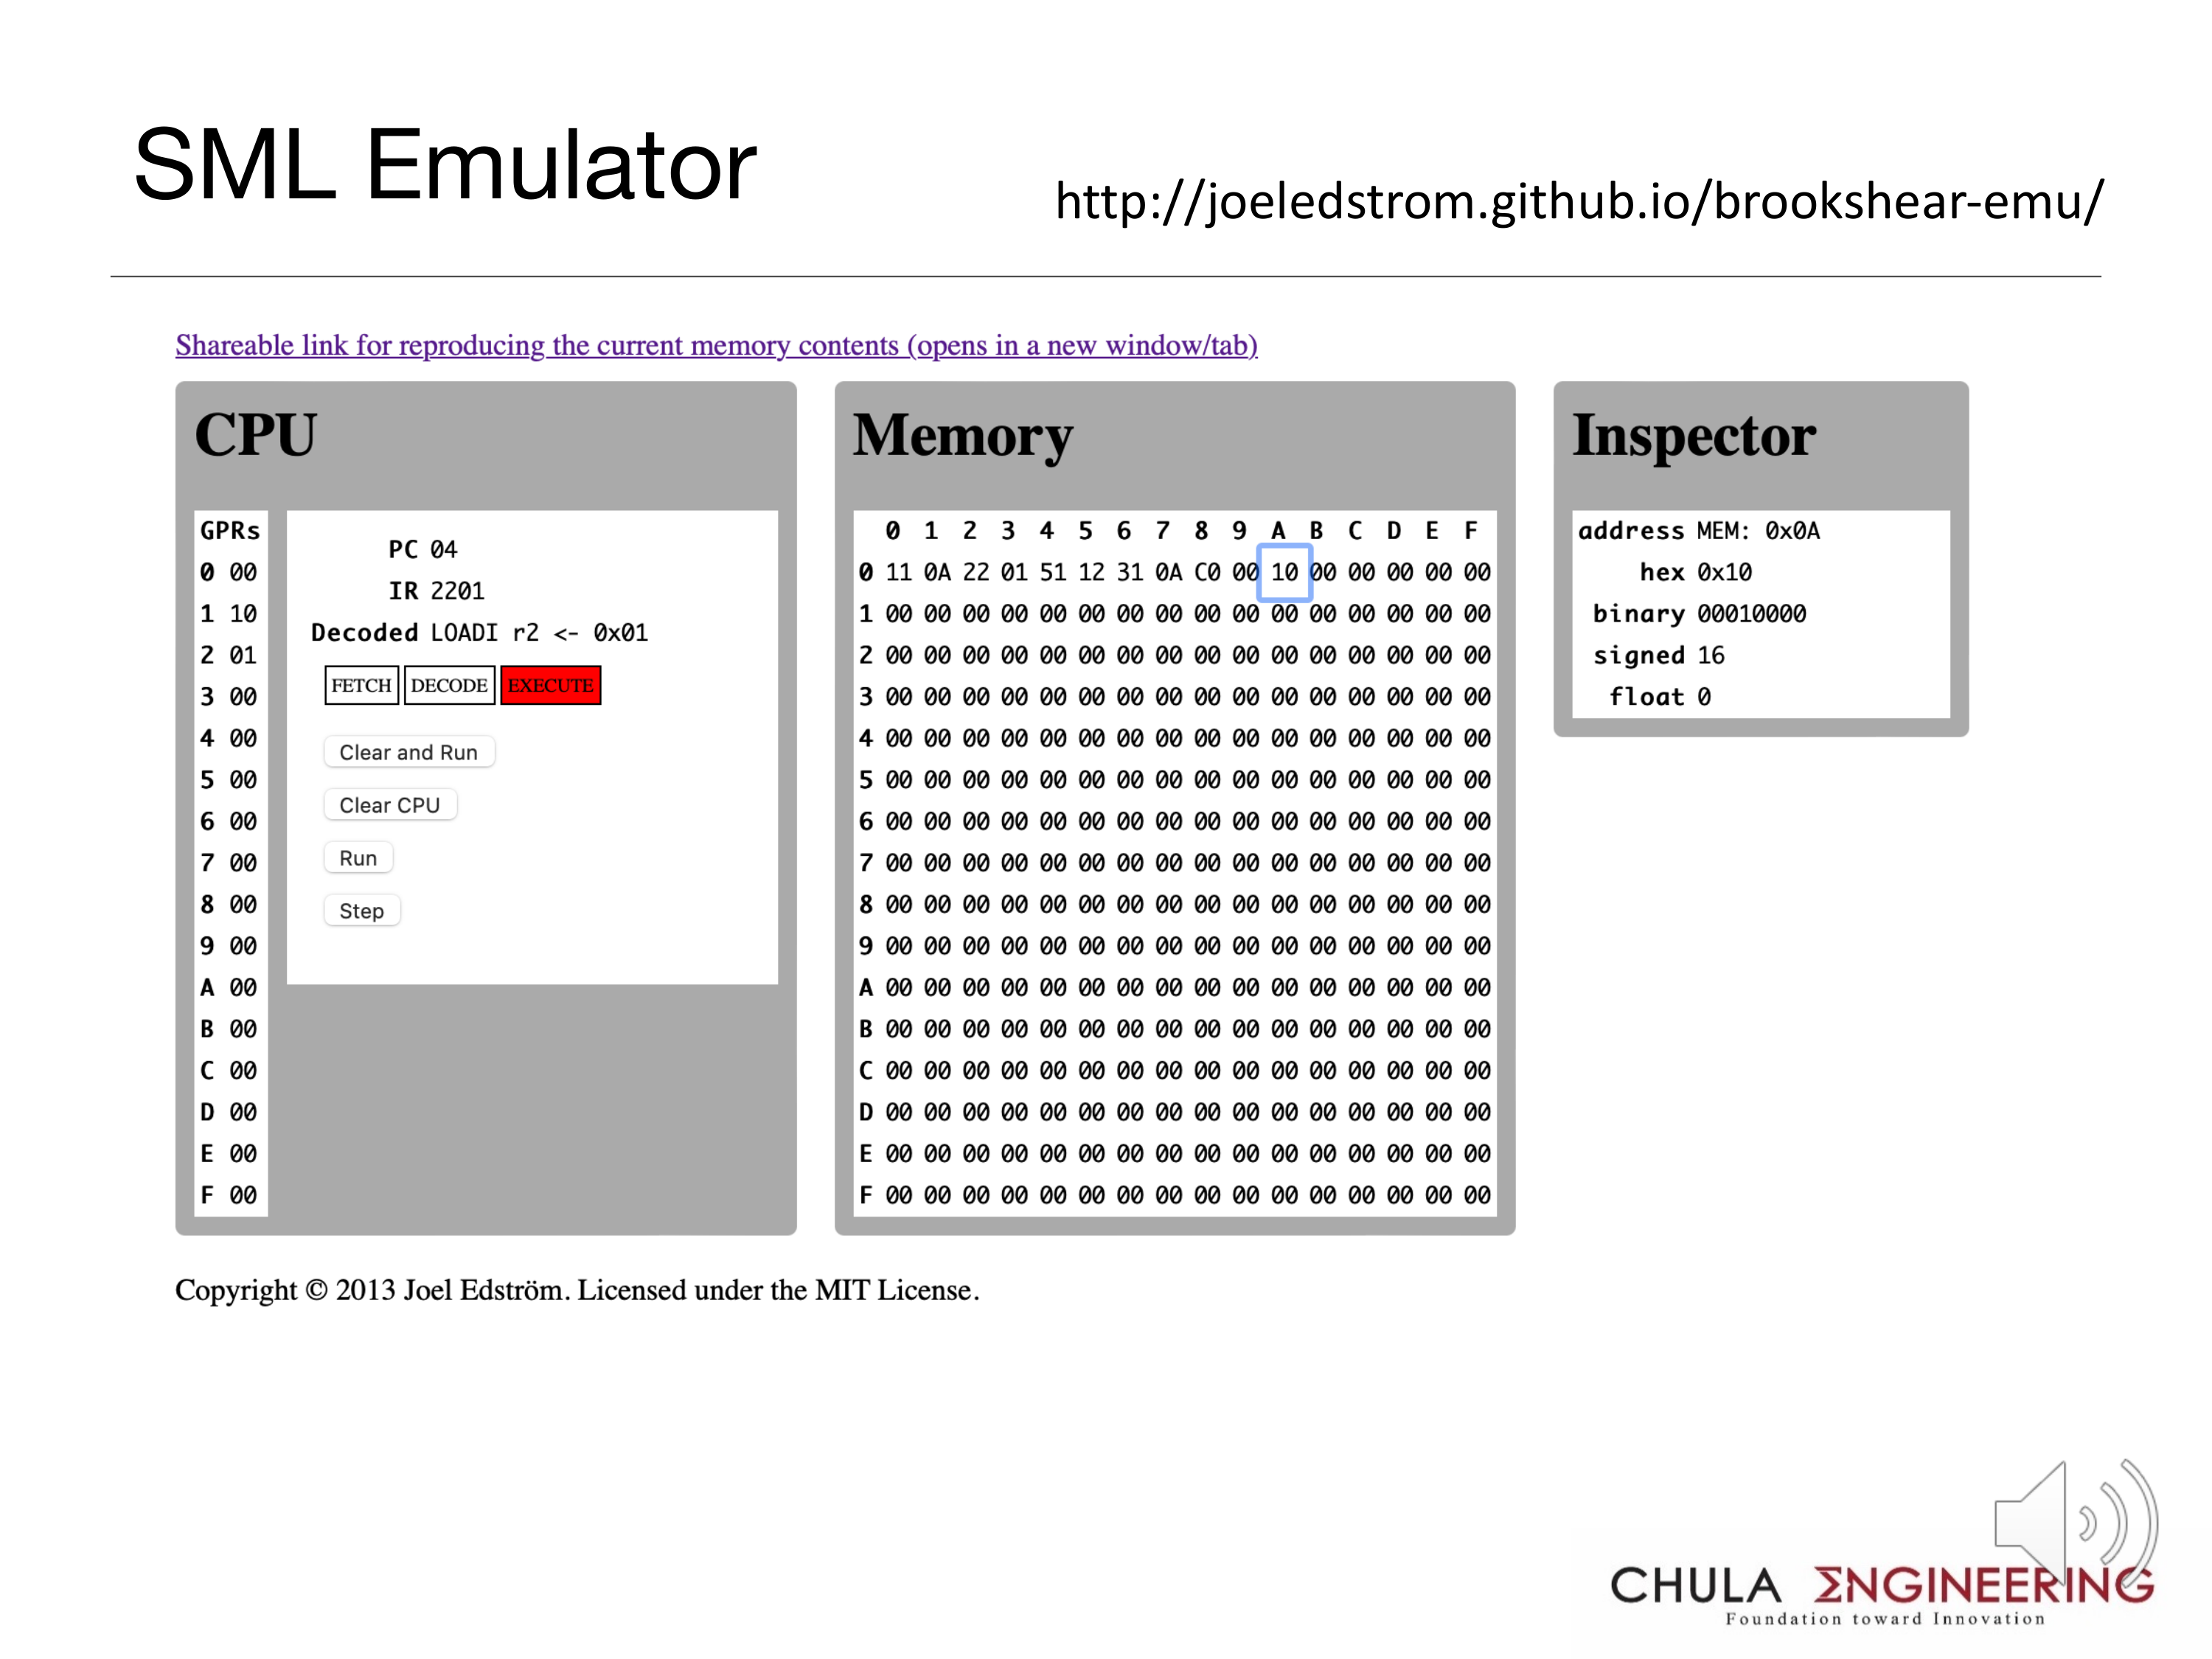 SML Emulator
http://joeledstrom.github.io/brookshear-emu/
Shareable link for reproducing the current memory contents (opens in a new window/tab)
CPU
GPRs
0 00
1 10
2 01
3 00
4 00
5 00
6 00
7 00
8 00
9 00
A 00
B 00
C 00
D 00
E 00
F 00
PC 04
IR 2201
Decoded LOADI r2 <- 0x01
FETCH DECODE EXECUTE
Clear and Run
Clear CPU
Run
Step
Memory
0 1 2 3 4 5 6 7 8 9 A B C D E F
0 11 0A 22 01 51 12 31 0A C0 00 10 00 00 00 00 00
1 00 00 00 00 00 00 00 00 00 00 00 00 00 00 00 00
2 00 00 00 00 00 00 00 00 00 00 00 00 00 00 00 00
3 00 00 00 00 00 00 00 00 00 00 00 00 00 00 00 00
4 00 00 00 00 00 00 00 00 00 00 00 00 00 00 00 00
5 00 00 00 00 00 00 00 00 00 00 00 00 00 00 00 00
6 00 00 00 00 00 00 00 00 00 00 00 00 00 00 00 00
7 00 00 00 00 00 00 00 00 00 00 00 00 00 00 00 00
8 00 00 00 00 00 00 00 00 00 00 00 00 00 00 00 00
9 00 00 00 00 00 00 00 00 00 00 00 00 00 00 00 00
A 00 00 00 00 00 00 00 00 00 00 00 00 00 00 00 00
B 00 00 00 00 00 00 00 00 00 00 00 00 00 00 00 00
C 00 00 00 00 00 00 00 00 00 00 00 00 00 00 00 00
D 00 00 00 00 00 00 00 00 00 00 00 00 00 00 00 00
E 00 00 00 00 00 00 00 00 00 00 00 00 00 00 00 00
F 00 00 00 00 00 00 00 00 00 00 00 00 00 00 00 00
Inspector
address MEM: 0x0A
hex 0x10
binary 00010000
signed 16
float 0
Copyright © 2013 Joel Edström. Licensed under the MIT License.
CHULA ΣNGINEERING
Foundation toward Innovation